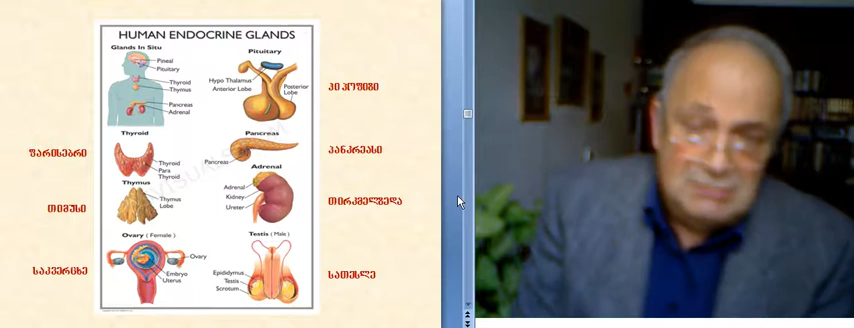 HUMAN ENDOCRINE GLANDS
Glands In Situ
Pineal
Pituitary
Thyroid
Thymus
Pancreas
Adrenal
Pituitary
Hypo Thalamus
Anterior Lobe
Posterior
Lobe
ჰიპოფიზი
Thyroid
Thyroid
Para
Thyroid
ფარისებრი
Pancreas
Pancreas
პანკრეასი
Thymus
Thymus
Lobe
თიმუსი
Adrenal
Adrenal
Kidney
Ureter
თირკმელზედა
Ovary ( Female )
Ovary
Embryo
Uterus
საკვერცხე
Testis ( Male )
Epididymus
Testis
Scrotum
სათესლე